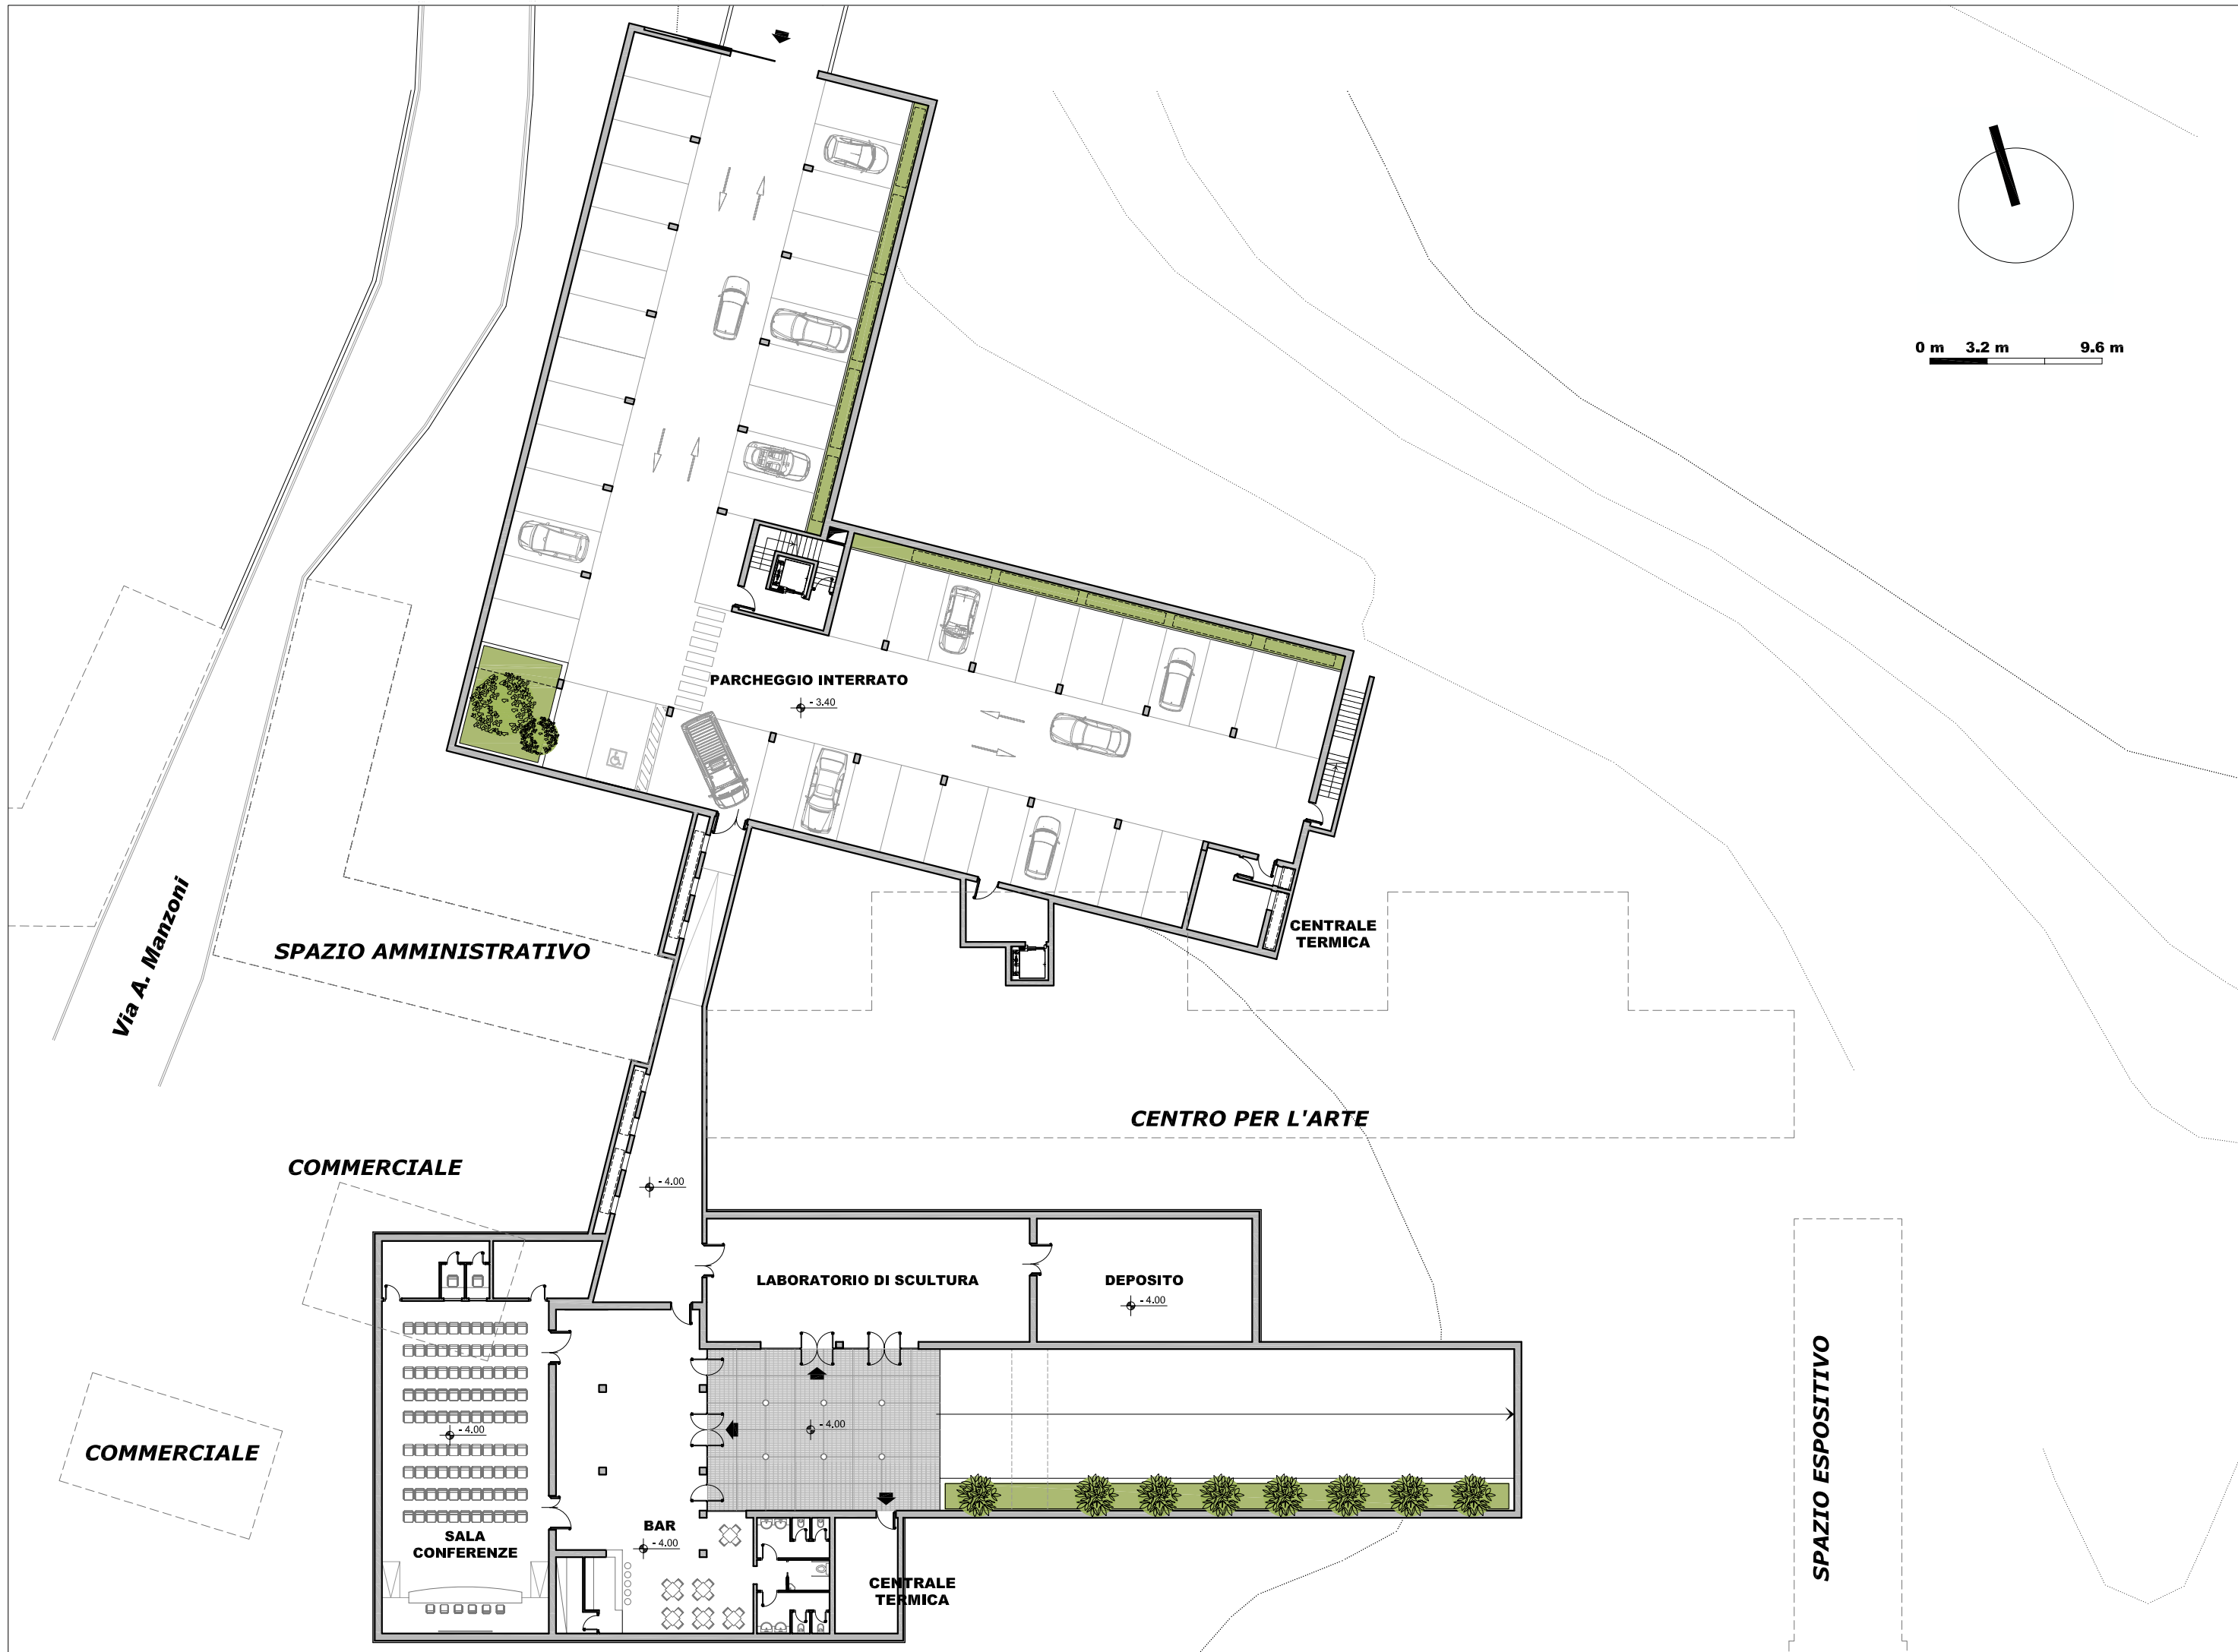 0 m 3.2 m 9.6 m
PARCHEGGIO INTERRATO
- 3.40
Via A. Manzoni
SPAZIO AMMINISTRATIVO
CENTRALE
TERMICA
CENTRO PER L'ARTE
COMMERCIALE
- 4.00
LABORATORIO DI SCULTURA
DEPOSITO
- 4.00
COMMERCIALE
- 4.00
- 4.00
SPAZIO ESPOSITIVO
SALA
CONFERENZE
BAR
- 4.00
CENTRALE
TERMICA